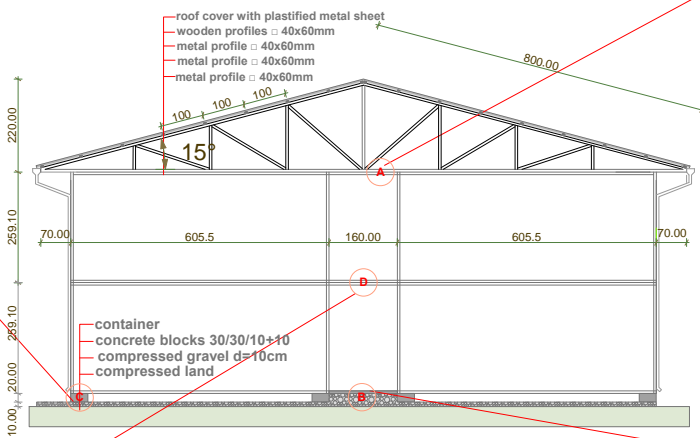 roof cover with plastified metal sheet
wooden profiles □ 40x60mm
metal profile □ 40x60mm
metal profile □ 40x60mm
metal profile □ 40x60mm
800.00
100
100
100
15°
220.00
A
259.10
70.00
605.5
160.00
605.5
70.00
D
259.10
container
concrete blocks 30/30/10+10
compressed gravel d=10cm
compressed land
20.00
C
B
10.00